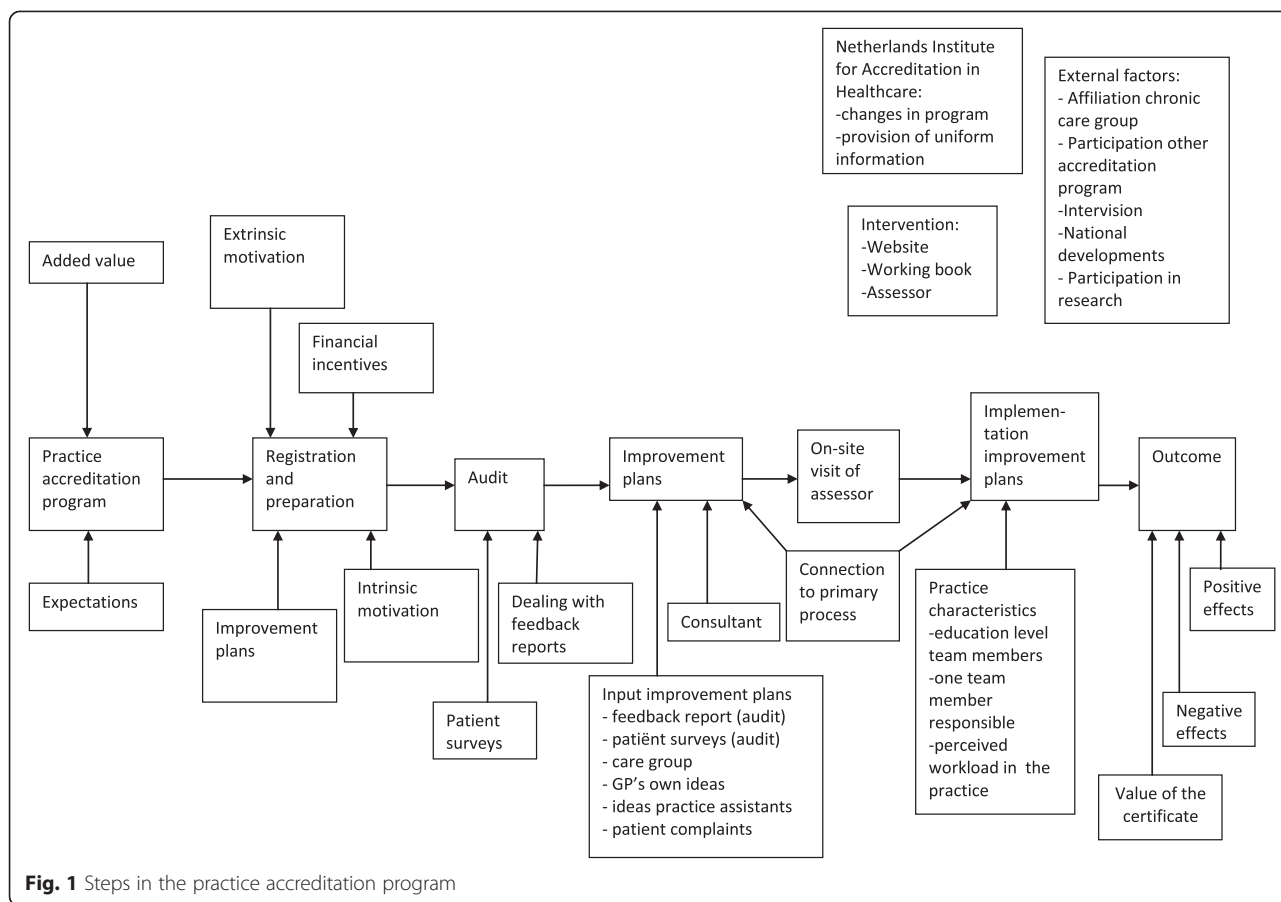 Netherlands Institute
for Accreditation in
Healthcare:
-changes in program
-provision of uniform
information
External factors:
- Affiliation chronic
care group
- Participation other
accreditation
program
-Intervision
-National
developments
- Participation in
research
Intervention:
-Website
-Working book
-Assessor
Added value
Extrinsic
motivation
Financial
incentives
Practice
accreditation
program
Registration
and
preparation
Audit
Improvement
plans
On-site
visit of
assessor
Implemen-
tation
improvement
plans
Outcome
Expectations
Improvement
plans
Intrinsic
motivation
Patient
surveys
Dealing with
feedback
reports
Input improvement plans
- feedback report (audit)
- patiënt surveys (audit)
- care group
- GP's own ideas
- ideas practice assistants
- patient complaints
Consultant
Connection
to primary
process
Practice
characteristics
-education level
team members
-one team
member
responsible
-perceived
workload in the
practice
Positive
effects
Negative
effects
Value of the
certificate
Fig. 1 Steps in the practice accreditation program